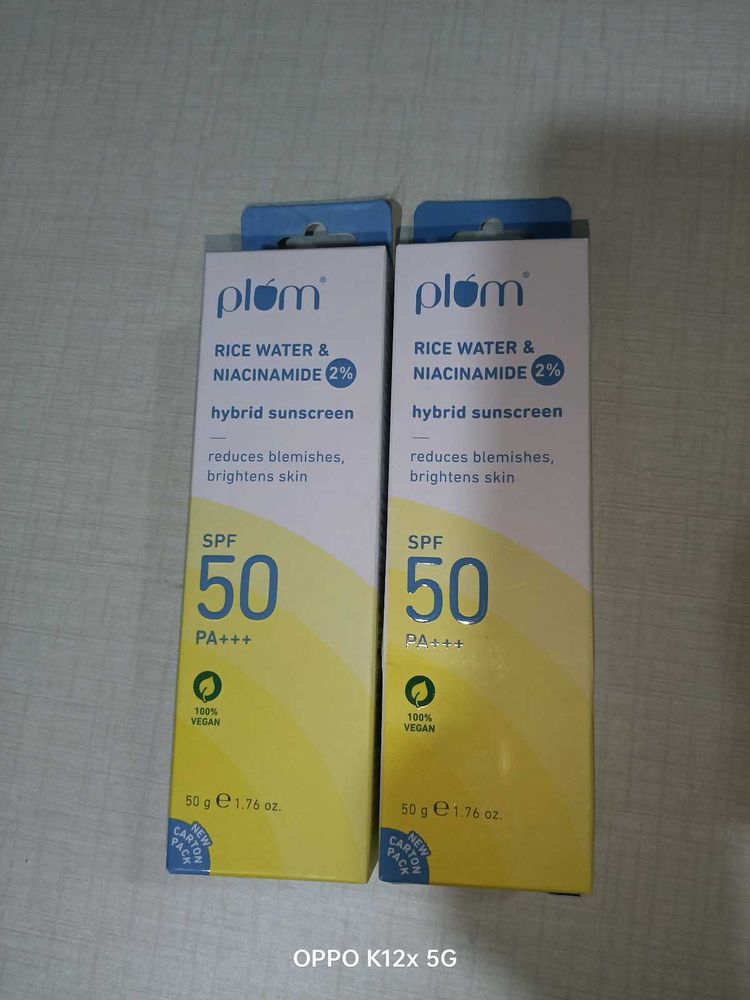 plum®
RICE WATER &
NIACINAMIDE 2%
hybrid sunscreen
reduces blemishes,
brightens skin
SPF
50
PA+++
100%
VEGAN
50 g ℮ 1.76 oz.
NEW
CARTON
PACK
plum®
RICE WATER &
NIACINAMIDE 2%
hybrid sunscreen
reduces blemishes,
brightens skin
SPF
50
PA+++
100%
VEGAN
50 g ℮ 1.76 oz.
NEW
CARTON
PACK
OPPO K12x 5G